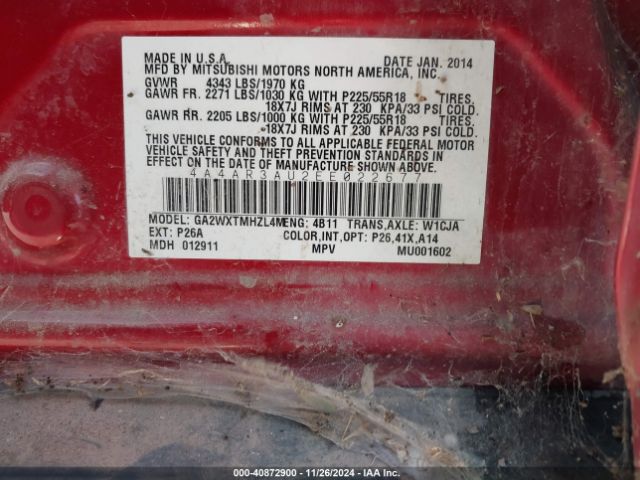 MADE IN U.S.A. DATE JAN. 2014
MFD BY MITSUBISHI MOTORS NORTH AMERICA, INC.
GVWR 4343 LBS/1970 KG
GAWR FR. 2271 LBS/1030 KG WITH P225/55R18 TIRES,
18X7J RIMS AT 230 KPA/33 PSI COLD.
GAWR RR. 2205 LBS/1000 KG WITH P225/55R18 TIRES,
18X7J RIMS AT 230 KPA/33 PSI COLD.
THIS VEHICLE CONFORMS TO ALL APPLICABLE FEDERAL MOTOR
VEHICLE SAFETY AND THEFT PREVENTION STANDARDS IN
EFFECT ON THE DATE OF MANUFACTURE SHOWN ABOVE.
4A4AR3AU2EE022677
MODEL: GA2WXTMHZL4M ENG: 4B11 TRANS,AXLE: W1CJA
EXT: P26A COLOR,INT,OPT: P26,41X,A14
MDH 012911 MPV MU001602
000-40872900 - 11/26/2024 - IAA Inc.